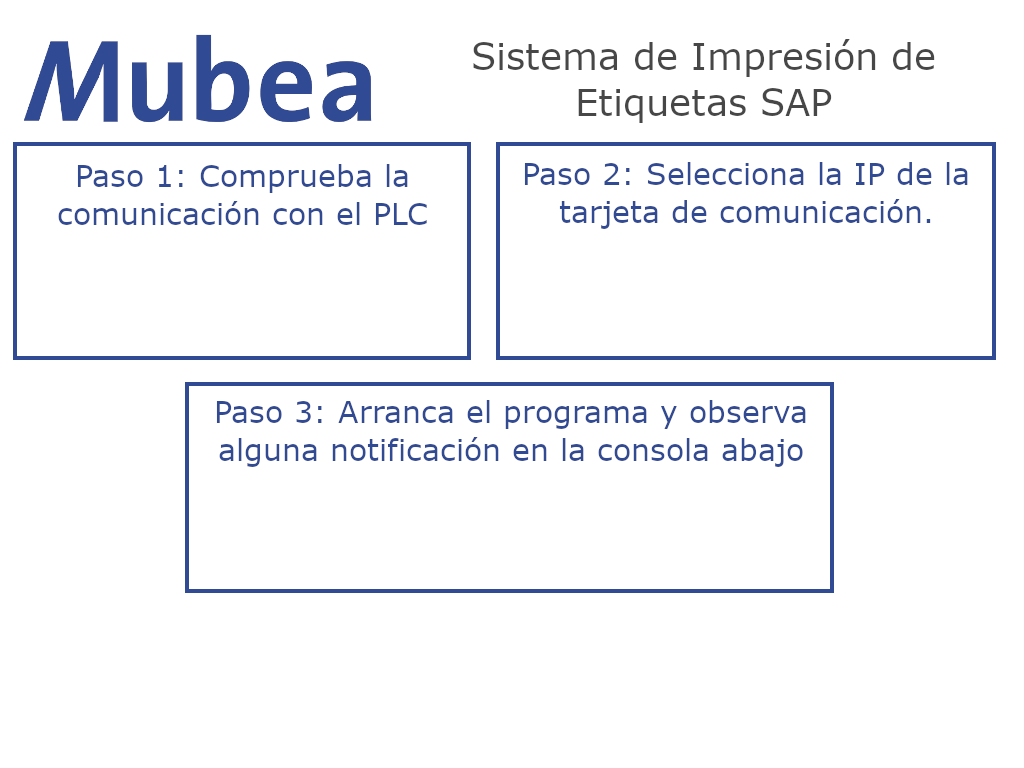 Mubea
Sistema de Impresión de
Etiquetas SAP
Paso 1: Comprueba la
comunicación con el PLC
Paso 2: Selecciona la IP de la
tarjeta de comunicación.
Paso 3: Arranca el programa y observa
alguna notificación en la consola abajo